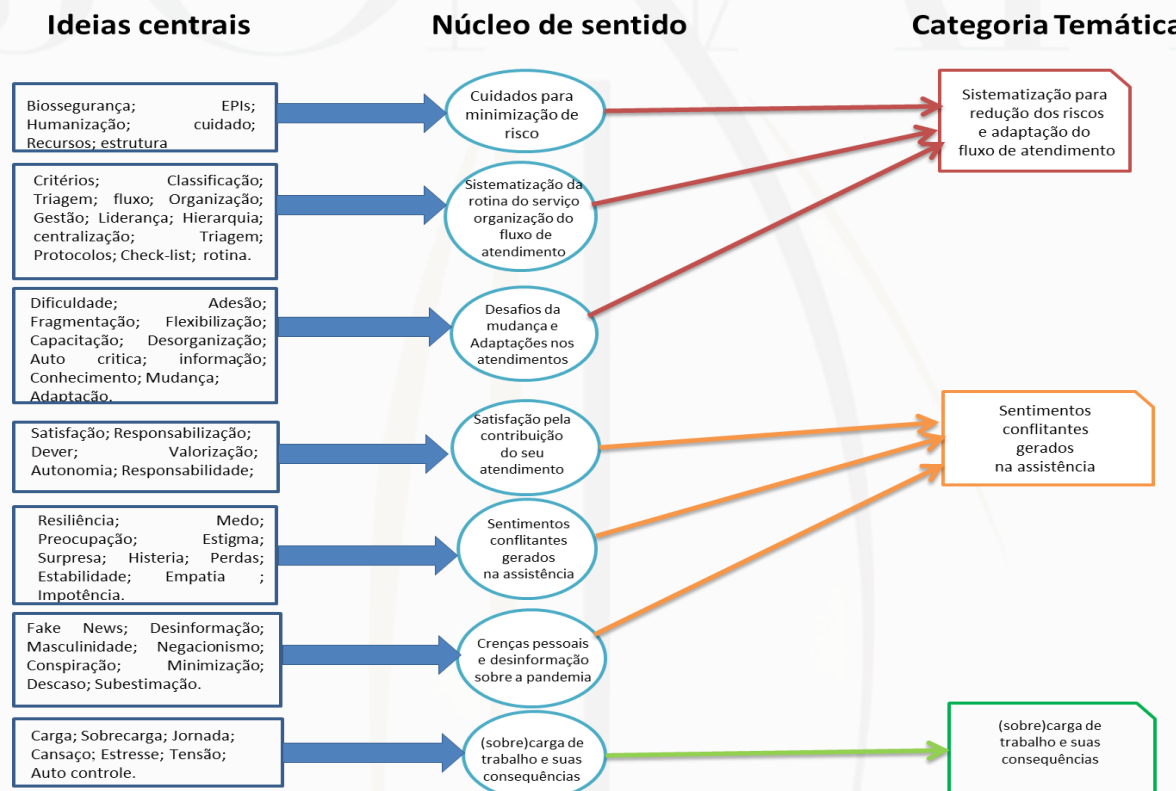 Ideias centrais
Núcleo de sentido
Categoria Temática
Biossegurança; EPIs;
Humanização; cuidado;
Recursos; estrutura
Cuidados para
minimização de
risco
Sistematização para
redução dos riscos
e adaptação do
fluxo de atendimento
Critérios; Classificação;
Triagem; fluxo; Organização;
Gestão; Liderança; Hierarquia;
centralização; Triagem;
Protocolos; Check-list; rotina.
Sistematização da
rotina do serviço
organização do
fluxo de
atendimento
Dificuldade; Adesão;
Fragmentação; Flexibilização;
Capacitação; Desorganização;
Auto critica; informação;
Conhecimento; Mudança;
Adaptação.
Desafios da
mudança e
Adaptações nos
atendimentos
Satisfação; Responsabilização;
Dever; Valorização;
Autonomia; Responsabilidade;
Satisfação pela
contribuição
do seu
atendimento
Sentimentos
conflitantes
gerados
na assistência
Resiliência; Medo;
Preocupação; Estigma;
Surpresa; Histeria; Perdas;
Estabilidade; Empatia ;
Impotência.
Sentimentos
conflitantes
gerados
na assistência
Fake News; Desinformação;
Masculinidade; Negacionismo;
Conspiração; Minimização;
Descaso; Subestimação.
Crenças pessoais
e desinformação
sobre a pandemia
Carga; Sobrecarga; Jornada;
Cansaço; Estresse; Tensão;
Auto controle.
(sobre)carga de
trabalho e suas
consequências
(sobre)carga de
trabalho e suas
consequências